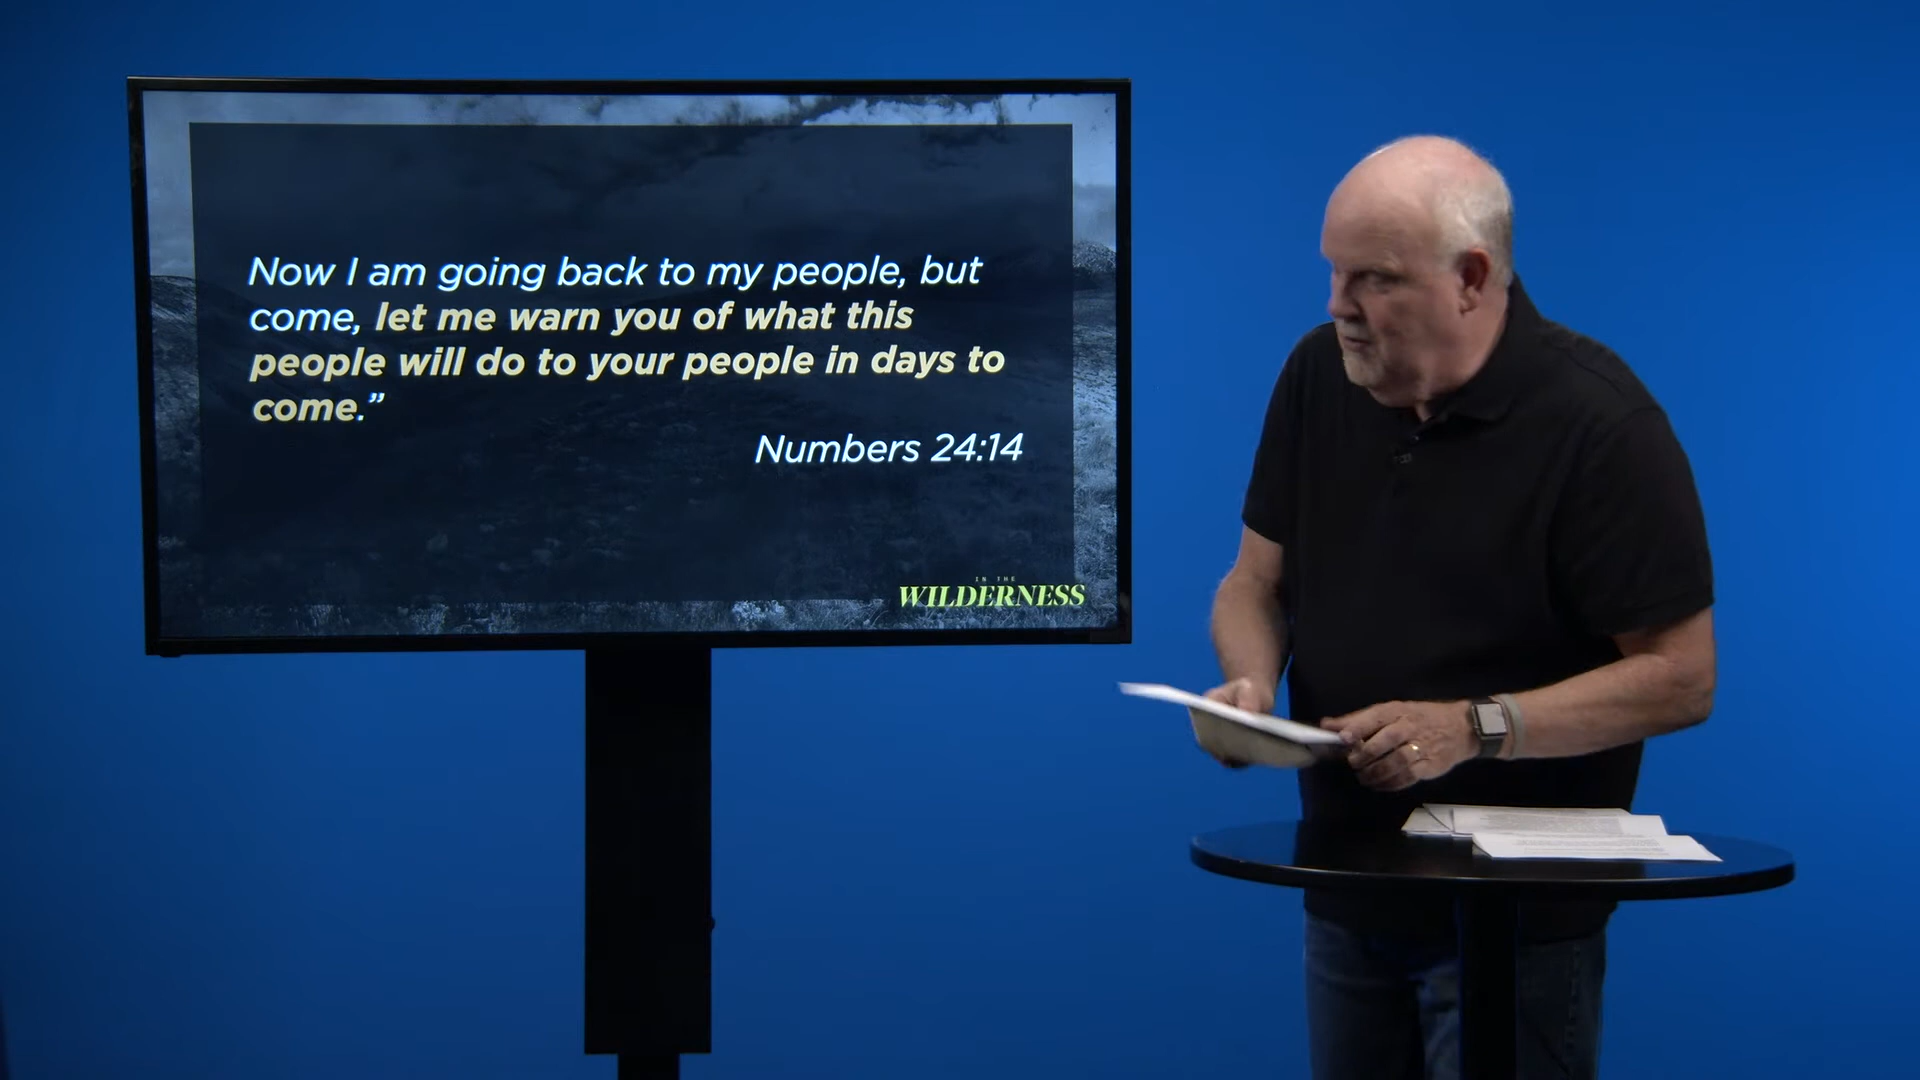 Now I am going back to my people, but
come, let me warn you of what this
people will do to your people in days to
come.”
Numbers 24:14
IN THE
WILDERNESS